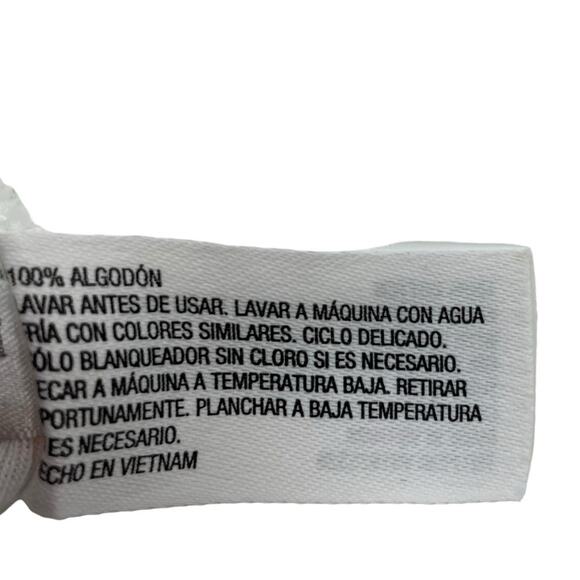 100% ALGODÓN
LAVAR ANTES DE USAR. LAVAR A MÁQUINA CON AGUA
FRÍA CON COLORES SIMILARES. CICLO DELICADO.
ÓLO BLANQUEADOR SIN CLORO SI ES NECESARIO.
ECAR A MÁQUINA A TEMPERATURA BAJA. RETIRAR
PORTUNAMENTE. PLANCHAR A BAJA TEMPERATURA
ES NECESARIO.
ECHO EN VIETNAM